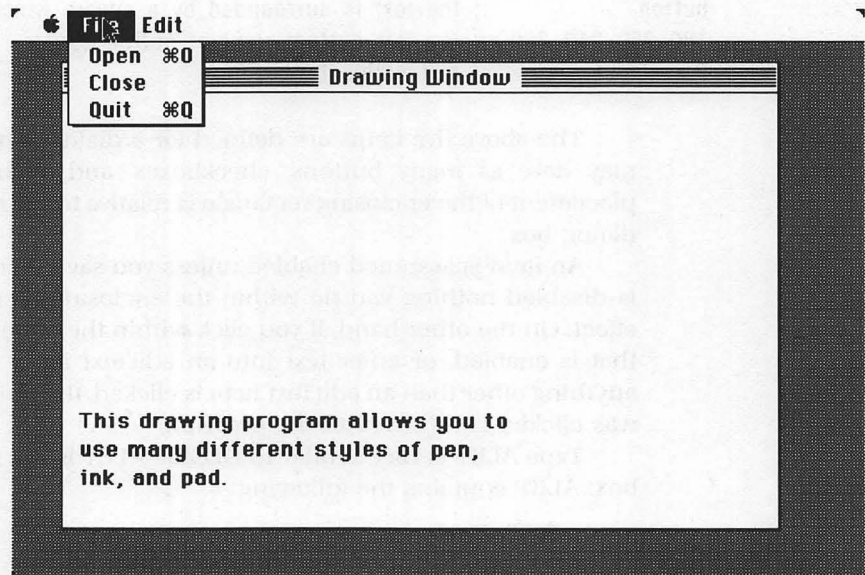 File Edit
Open ⌘O
Close
Quit ⌘Q
Drawing Window
This drawing program allows you to
use many different styles of pen,
ink, and pad.